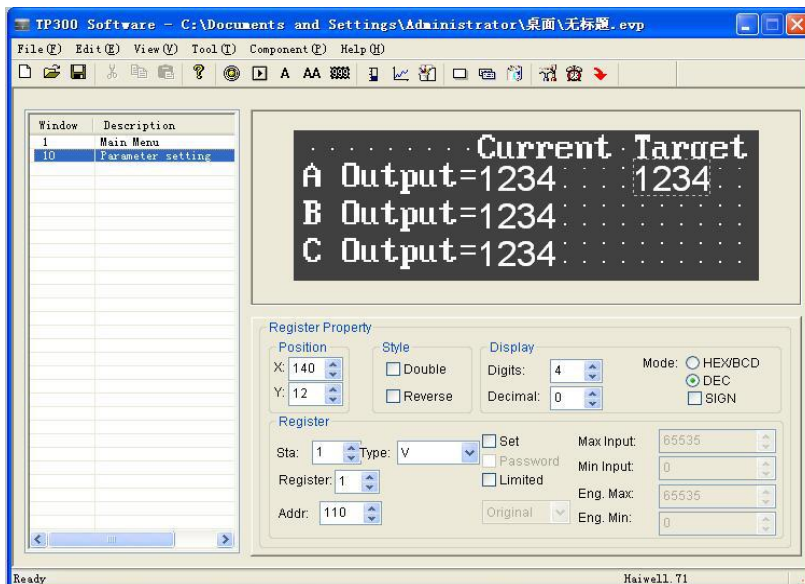 TP300 Software - C:\Documents and Settings\Administrator\桌面\无标题.evp
File(F) Edit(E) View(V) Tool(T) Component(P) Help(H)
A AA
Window Description
1 Main Menu
10 Parameter setting
Current Target
A Output=1234 1234
B Output=1234
C Output=1234
Register Property
Position Style Display
X: 140 Double Digits: 4 Mode: HEX/BCD
DEC
Y: 12 Reverse Decimal: 0 SIGN
Register
Sta: 1 Type: V Set Max Input: 65535
Password Min Input: 0
Register: 1 Limited
Eng. Max: 65535
Addr: 110 Original Eng. Min: 0
Ready Haiwell.71